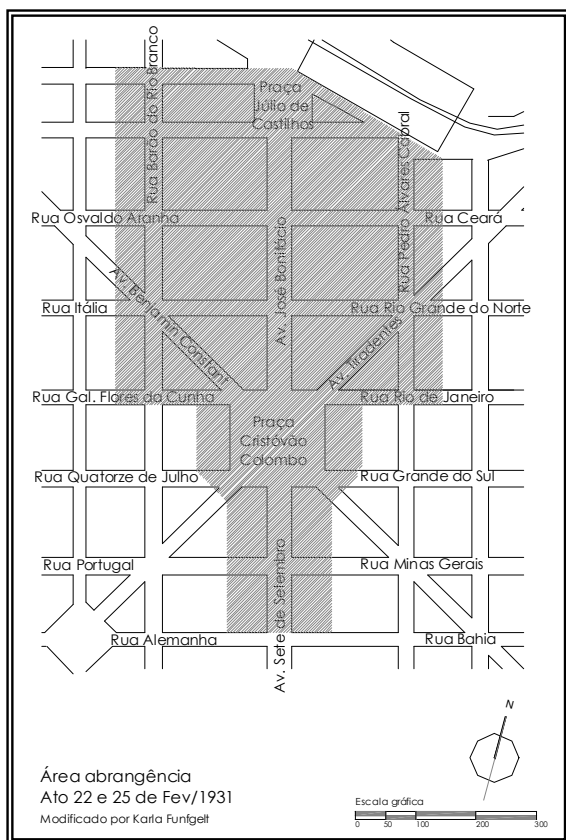 Rua Barão do Rio Branco
Praça
Júlio de
Castilhos
Rua Pedro Alvares Cabral
Rua Osvaldo Aranha
Rua Ceará
Av. José Bonifácio
Av. Benjamin Constant
Rua Itália
Rua Rio Grande do Norte
Av. Tiradentes
Rua Gal. Flores da Cunha
Rua Rio de Janeiro
Praça
Cristóvão
Colombo
Rua Quatorze de Julho
Rua Grande do Sul
Av. Sete de Setembro
Rua Portugal
Rua Minas Gerais
Rua Alemanha
Rua Bahia
N
Área abrangência
Ato 22 e 25 de Fev/1931
Modificado por Karla Funfgelt
Escala gráfica
0 50 100 200 300